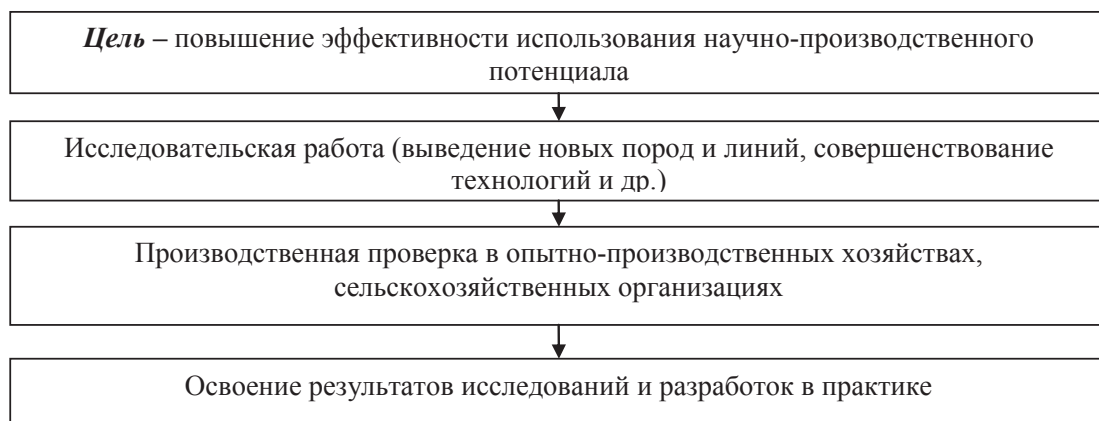 Цель – повышение эффективности использования научно-производственного
потенциала
Исследовательская работа (выведение новых пород и линий, совершенствование
технологий и др.)
Производственная проверка в опытно-производственных хозяйствах,
сельскохозяйственных организациях
Освоение результатов исследований и разработок в практике